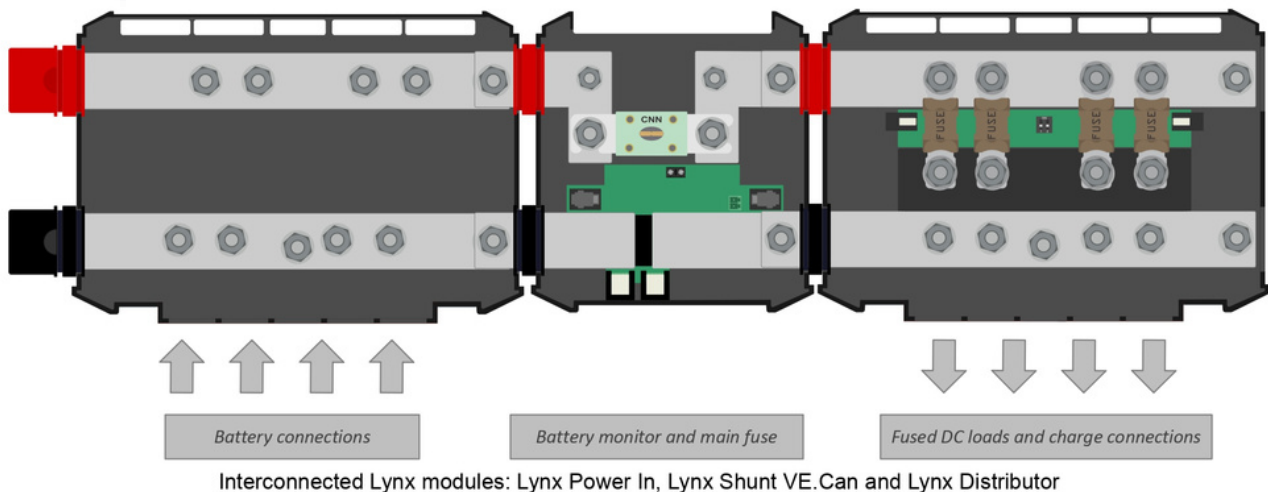 CNN
FUSE FUSE FUSE FUSE
Battery connections
Battery monitor and main fuse
Fused DC loads and charge connections
Interconnected Lynx modules: Lynx Power In, Lynx Shunt VE.Can and Lynx Distributor